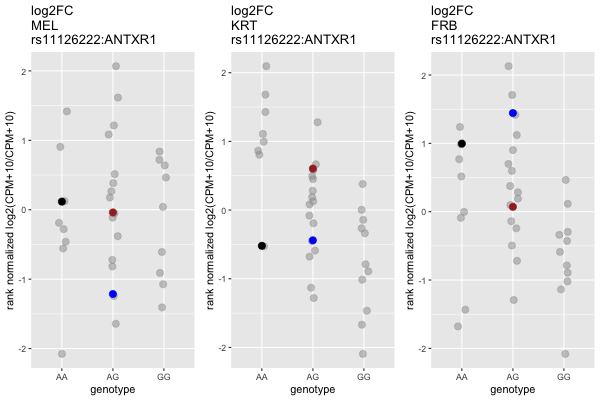 log2FC
MEL
rs11126222:ANTXR1
rank normalized log2(CPM+10/CPM+10)
2
1
0
-1
-2
AA
AG
GG
genotype
log2FC
KRT
rs11126222:ANTXR1
rank normalized log2(CPM+10/CPM+10)
2
1
0
-1
-2
AA
AG
GG
genotype
log2FC
FRB
rs11126222:ANTXR1
rank normalized log2(CPM+10/CPM+10)
2
1
0
-1
-2
AA
AG
GG
genotype